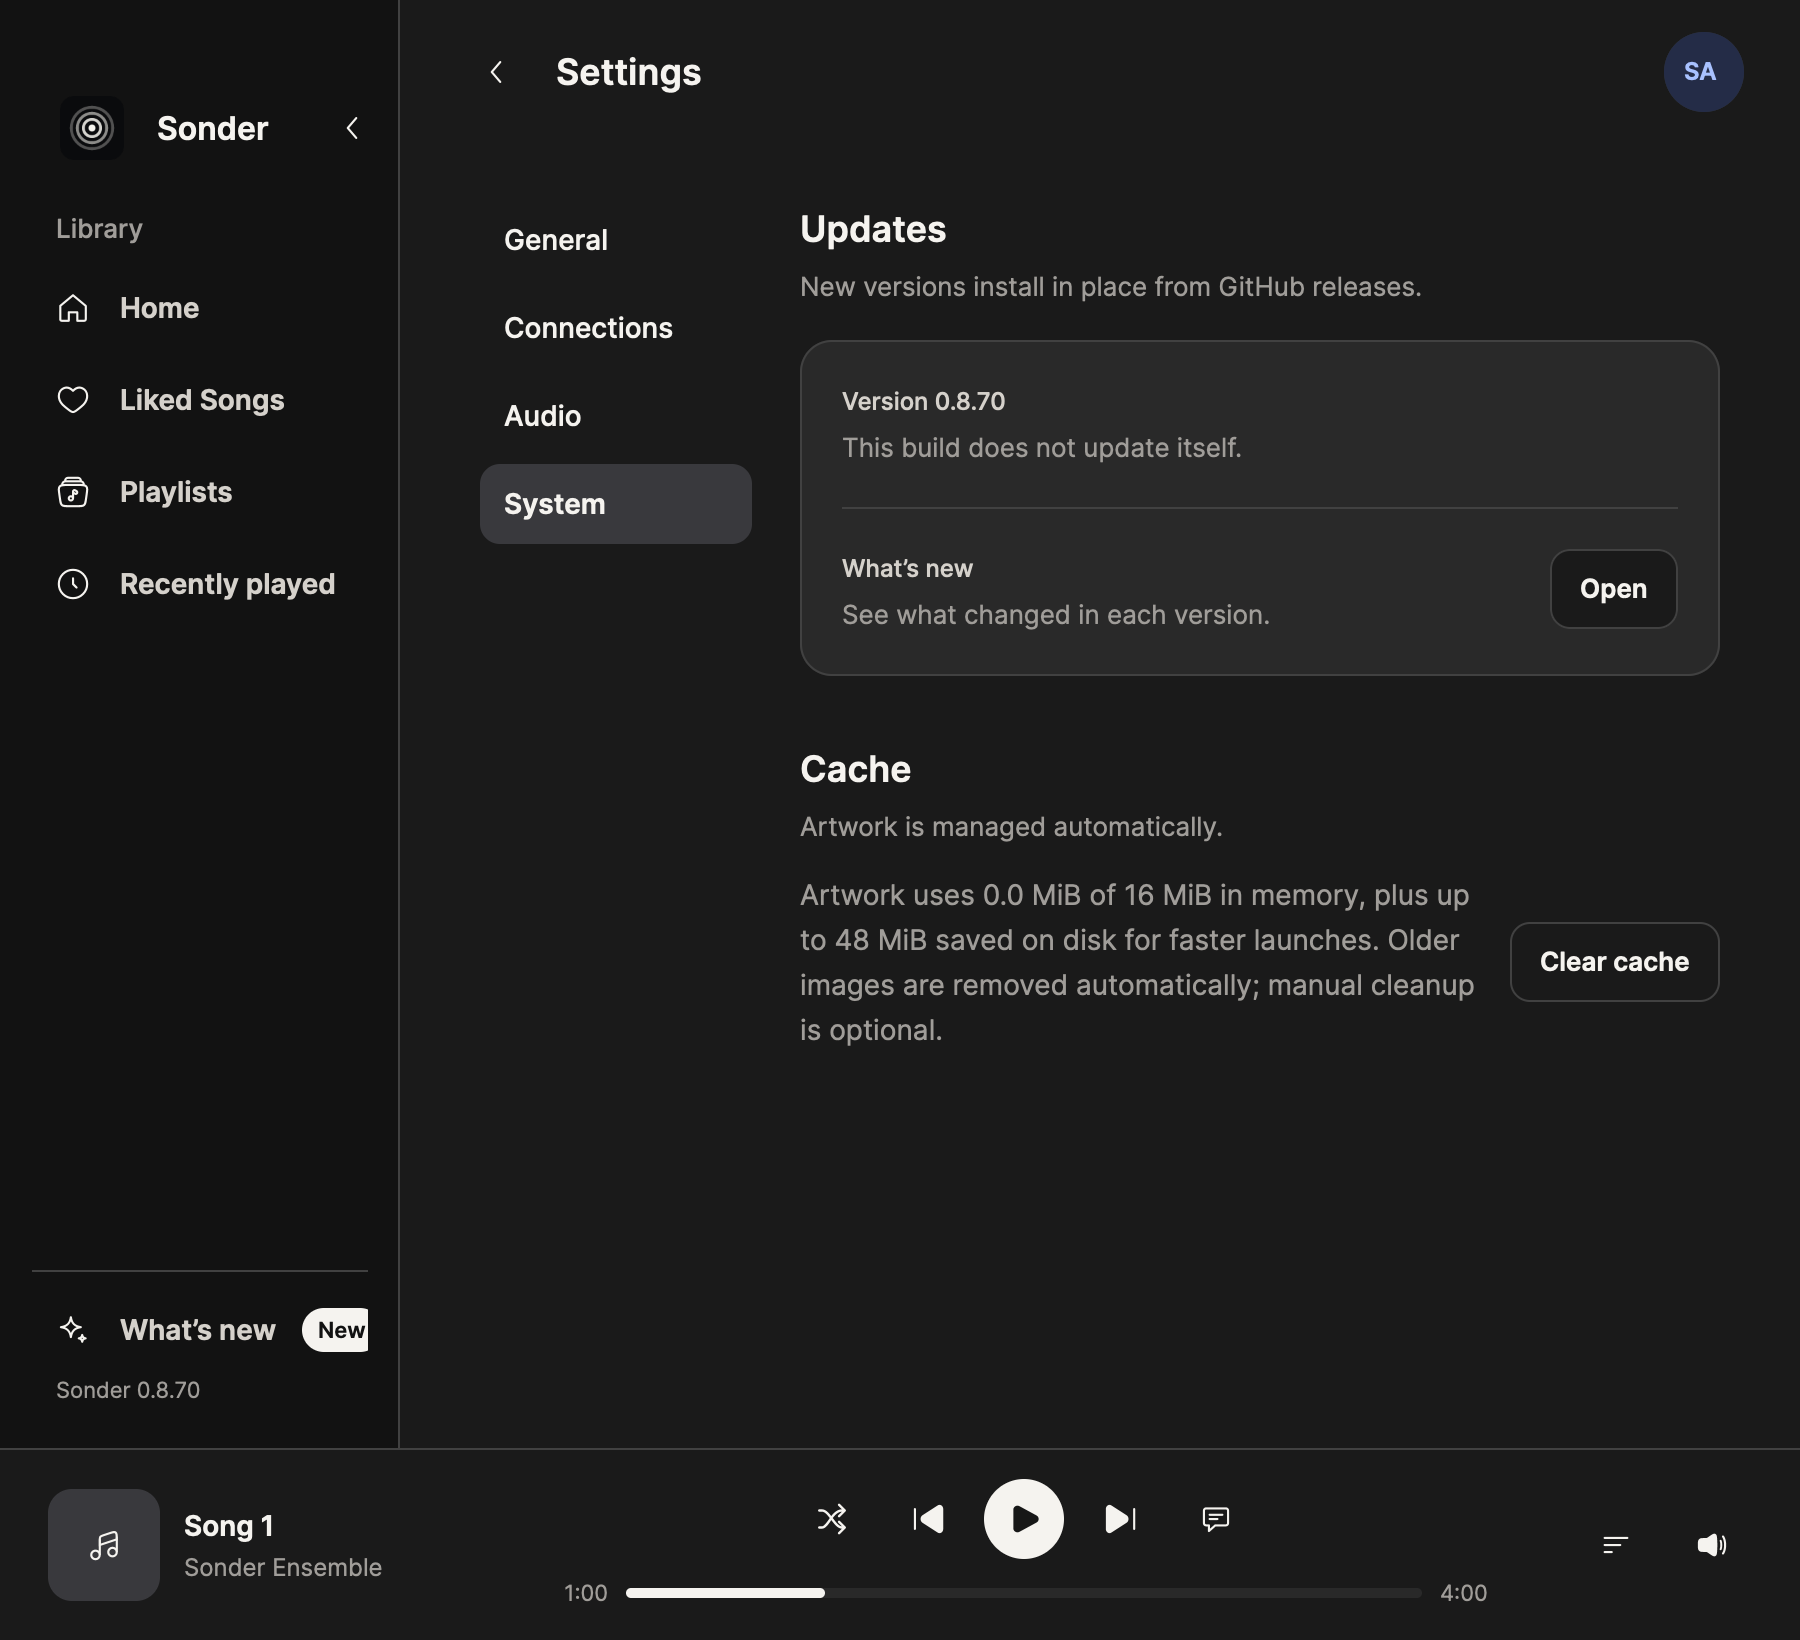 Sonder
Library
Home
Liked Songs
Playlists
Recently played
What's new New
Sonder 0.8.70
Settings
SA
General
Connections
Audio
System
Updates
New versions install in place from GitHub releases.
Version 0.8.70
This build does not update itself.
What's new
See what changed in each version.
Open
Cache
Artwork is managed automatically.
Artwork uses 0.0 MiB of 16 MiB in memory, plus up
to 48 MiB saved on disk for faster launches. Older
images are removed automatically; manual cleanup
is optional.
Clear cache
Song 1
Sonder Ensemble
1:00
4:00